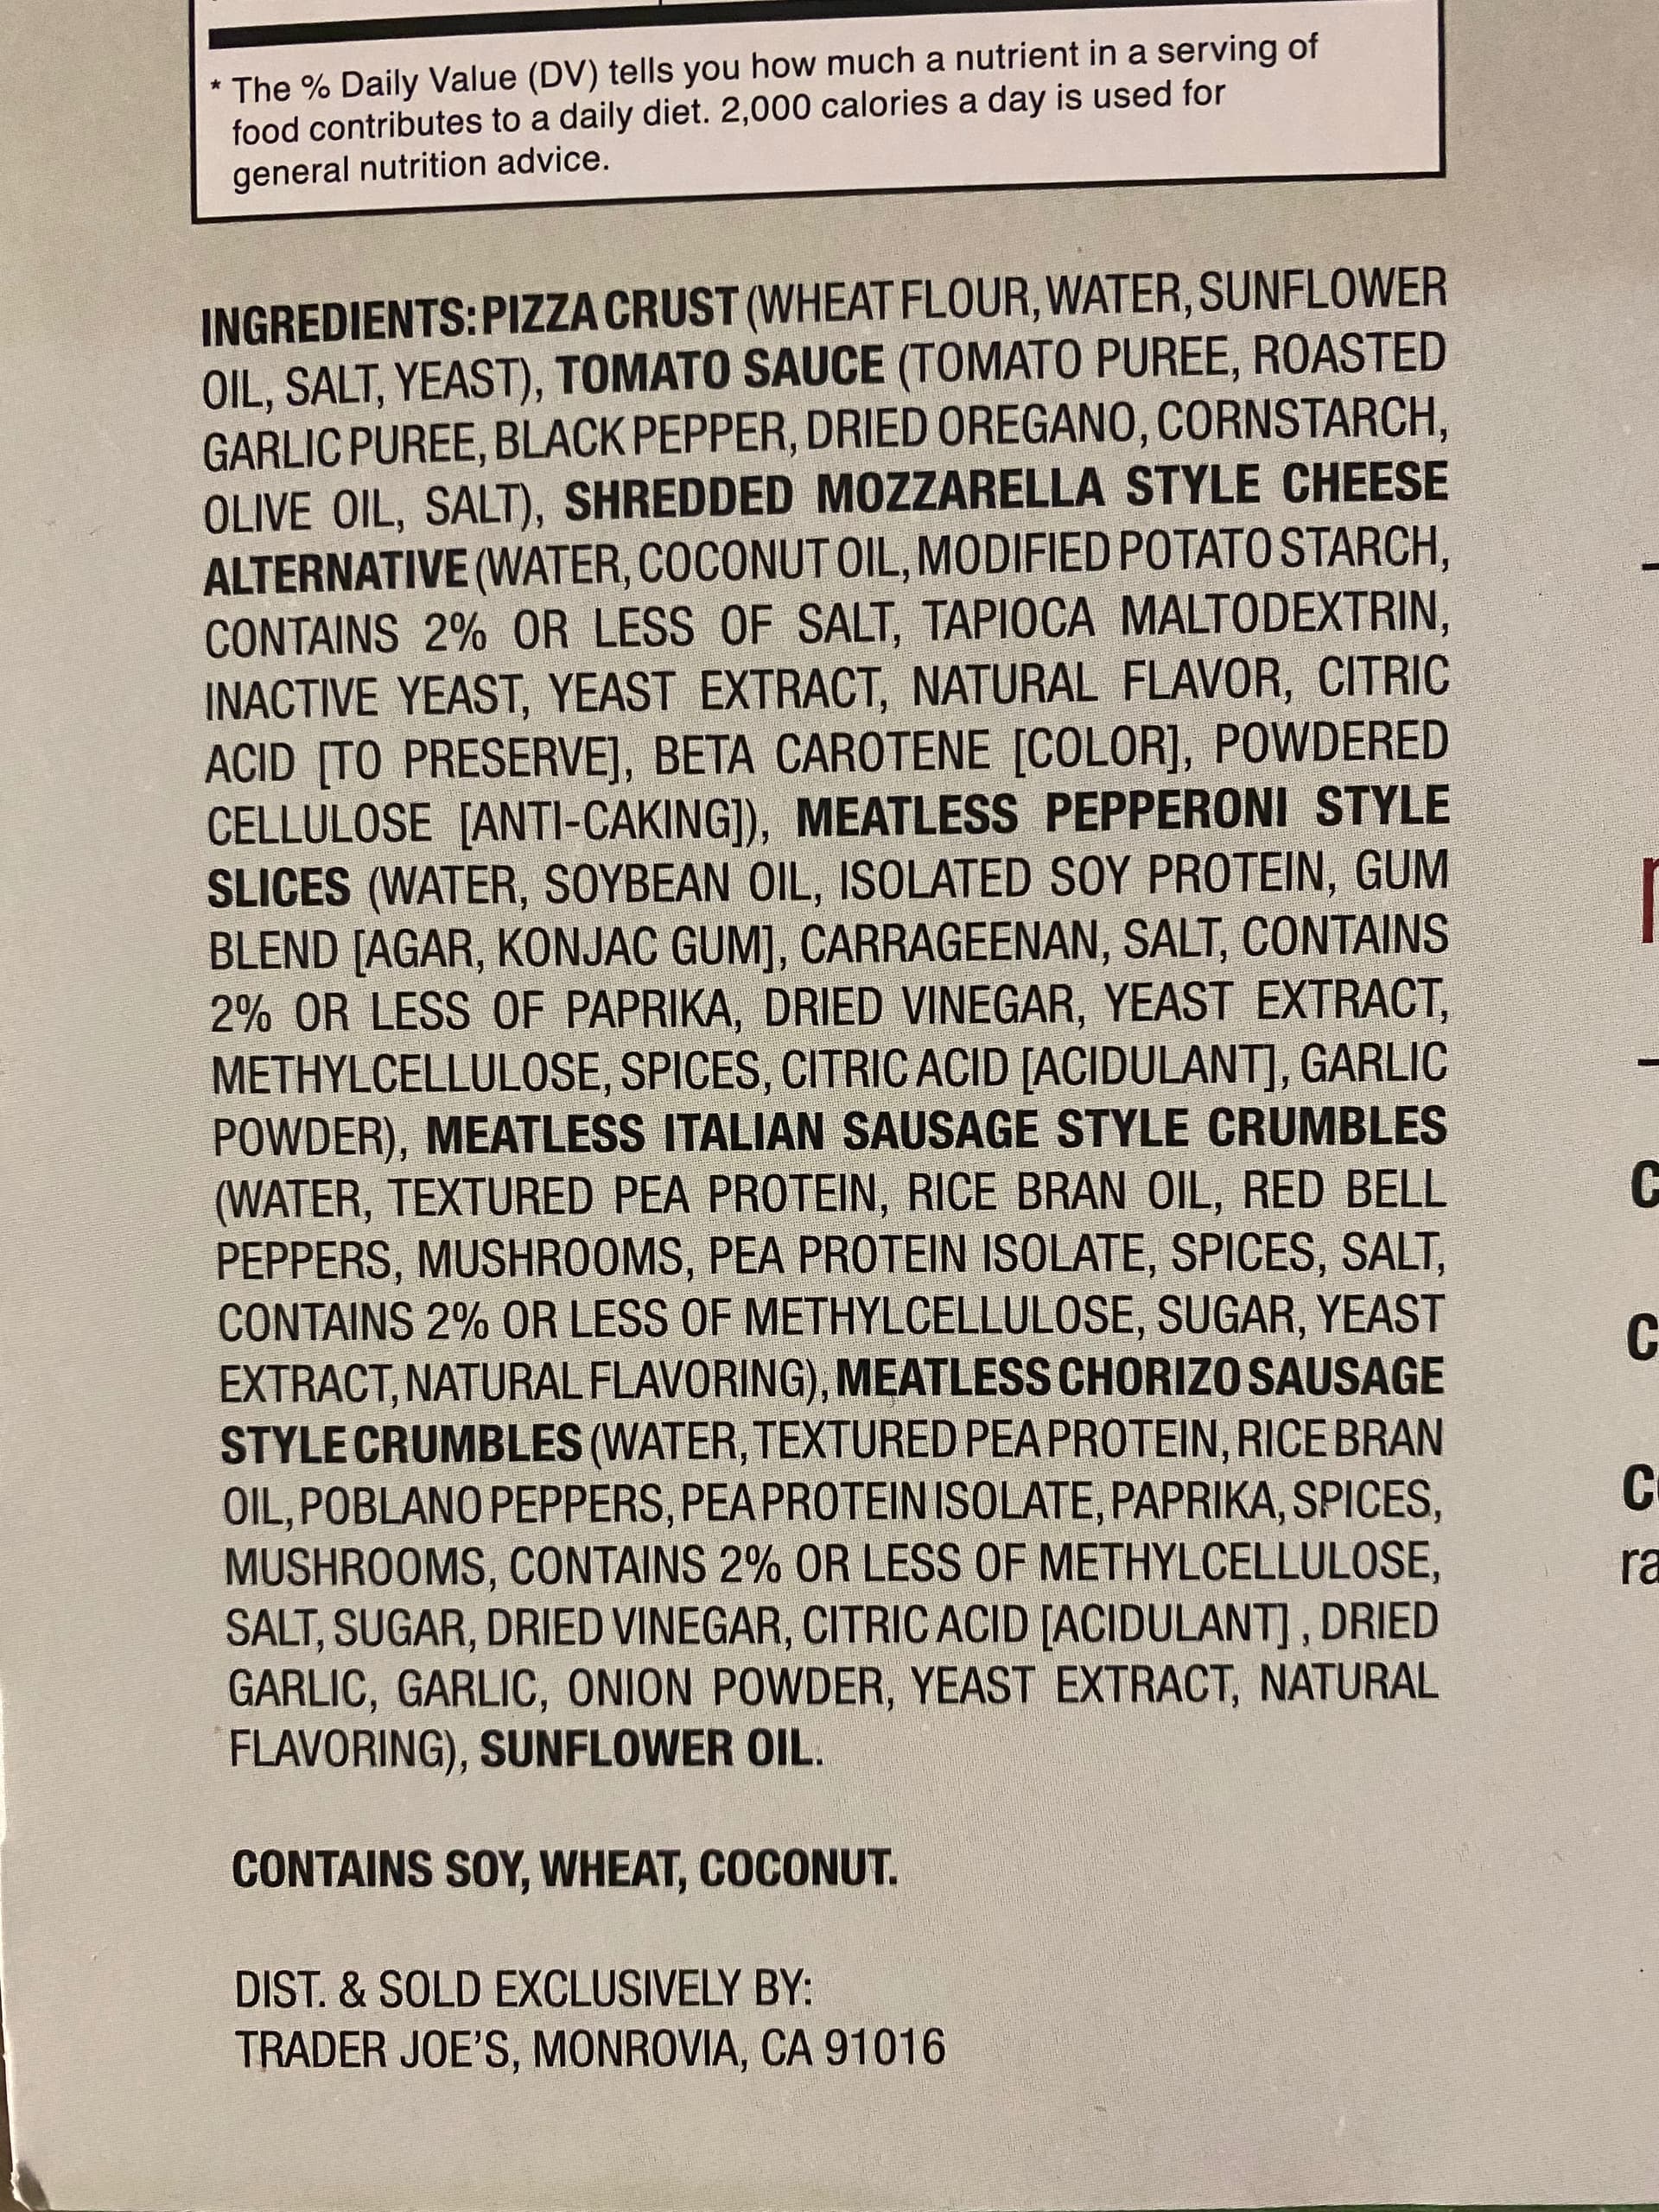 * The % Daily Value (DV) tells you how much a nutrient in a serving of
food contributes to a daily diet. 2,000 calories a day is used for
general nutrition advice.
INGREDIENTS: PIZZA CRUST (WHEAT FLOUR, WATER, SUNFLOWER
OIL, SALT, YEAST), TOMATO SAUCE (TOMATO PUREE, ROASTED
GARLIC PUREE, BLACK PEPPER, DRIED OREGANO, CORNSTARCH,
OLIVE OIL, SALT), SHREDDED MOZZARELLA STYLE CHEESE
ALTERNATIVE (WATER, COCONUT OIL, MODIFIED POTATO STARCH,
CONTAINS 2% OR LESS OF SALT, TAPIOCA MALTODEXTRIN,
INACTIVE YEAST, YEAST EXTRACT, NATURAL FLAVOR, CITRIC
ACID [TO PRESERVE], BETA CAROTENE [COLOR], POWDERED
CELLULOSE [ANTI-CAKING]), MEATLESS PEPPERONI STYLE
SLICES (WATER, SOYBEAN OIL, ISOLATED SOY PROTEIN, GUM
BLEND [AGAR, KONJAC GUM], CARRAGEENAN, SALT, CONTAINS
2% OR LESS OF PAPRIKA, DRIED VINEGAR, YEAST EXTRACT,
METHYLCELLULOSE, SPICES, CITRIC ACID [ACIDULANT], GARLIC
POWDER), MEATLESS ITALIAN SAUSAGE STYLE CRUMBLES
(WATER, TEXTURED PEA PROTEIN, RICE BRAN OIL, RED BELL
PEPPERS, MUSHROOMS, PEA PROTEIN ISOLATE, SPICES, SALT,
CONTAINS 2% OR LESS OF METHYLCELLULOSE, SUGAR, YEAST
EXTRACT, NATURAL FLAVORING), MEATLESS CHORIZO SAUSAGE
STYLE CRUMBLES (WATER, TEXTURED PEA PROTEIN, RICE BRAN
OIL, POBLANO PEPPERS, PEA PROTEIN ISOLATE, PAPRIKA, SPICES,
MUSHROOMS, CONTAINS 2% OR LESS OF METHYLCELLULOSE,
SALT, SUGAR, DRIED VINEGAR, CITRIC ACID [ACIDULANT] , DRIED
GARLIC, GARLIC, ONION POWDER, YEAST EXTRACT, NATURAL
FLAVORING), SUNFLOWER OIL.
CONTAINS SOY, WHEAT, COCONUT.
DIST. & SOLD EXCLUSIVELY BY:
TRADER JOE'S, MONROVIA, CA 91016